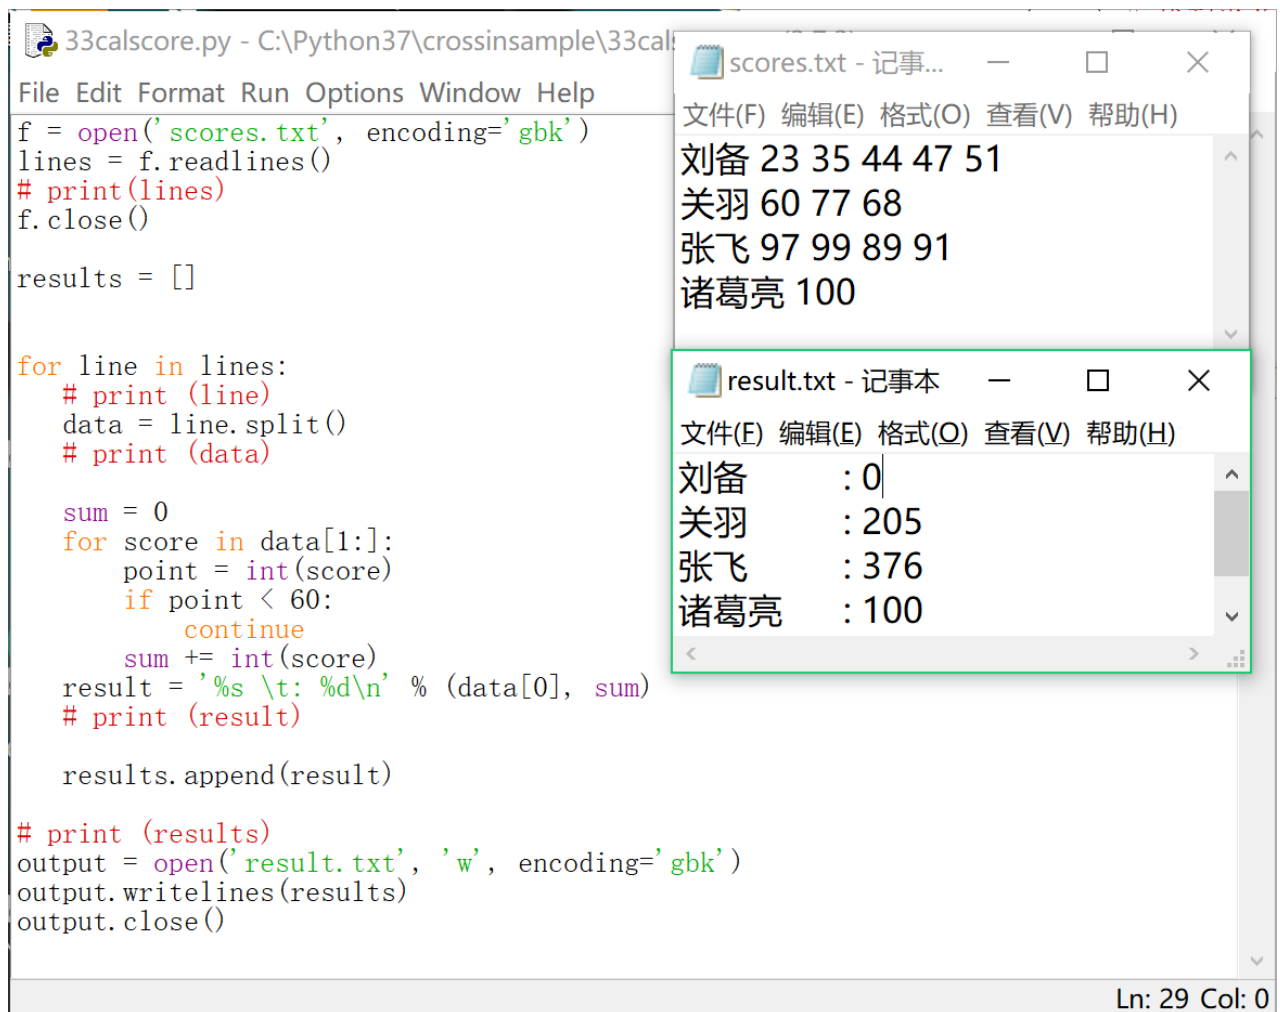 33calscore.py - C:\Python37\crossinsample\33cals
File Edit Format Run Options Window Help
f = open('scores.txt', encoding='gbk')
lines = f.readlines()
# print(lines)
f.close()
results = []
for line in lines:
# print (line)
data = line.split()
# print (data)
sum = 0
for score in data[1:]:
point = int(score)
if point < 60:
continue
sum += int(score)
result = '%s \t: %d\n' % (data[0], sum)
# print (result)
results.append(result)
# print (results)
output = open('result.txt', 'w', encoding='gbk')
output.writelines(results)
output.close()
Ln: 29 Col: 0
scores.txt - 记事...
文件(F) 编辑(E) 格式(O) 查看(V) 帮助(H)
刘备 23 35 44 47 51
关羽 60 77 68
张飞 97 99 89 91
诸葛亮 100
result.txt - 记事本
文件(F) 编辑(E) 格式(O) 查看(V) 帮助(H)
刘备 : 0
关羽 : 205
张飞 : 376
诸葛亮 : 100